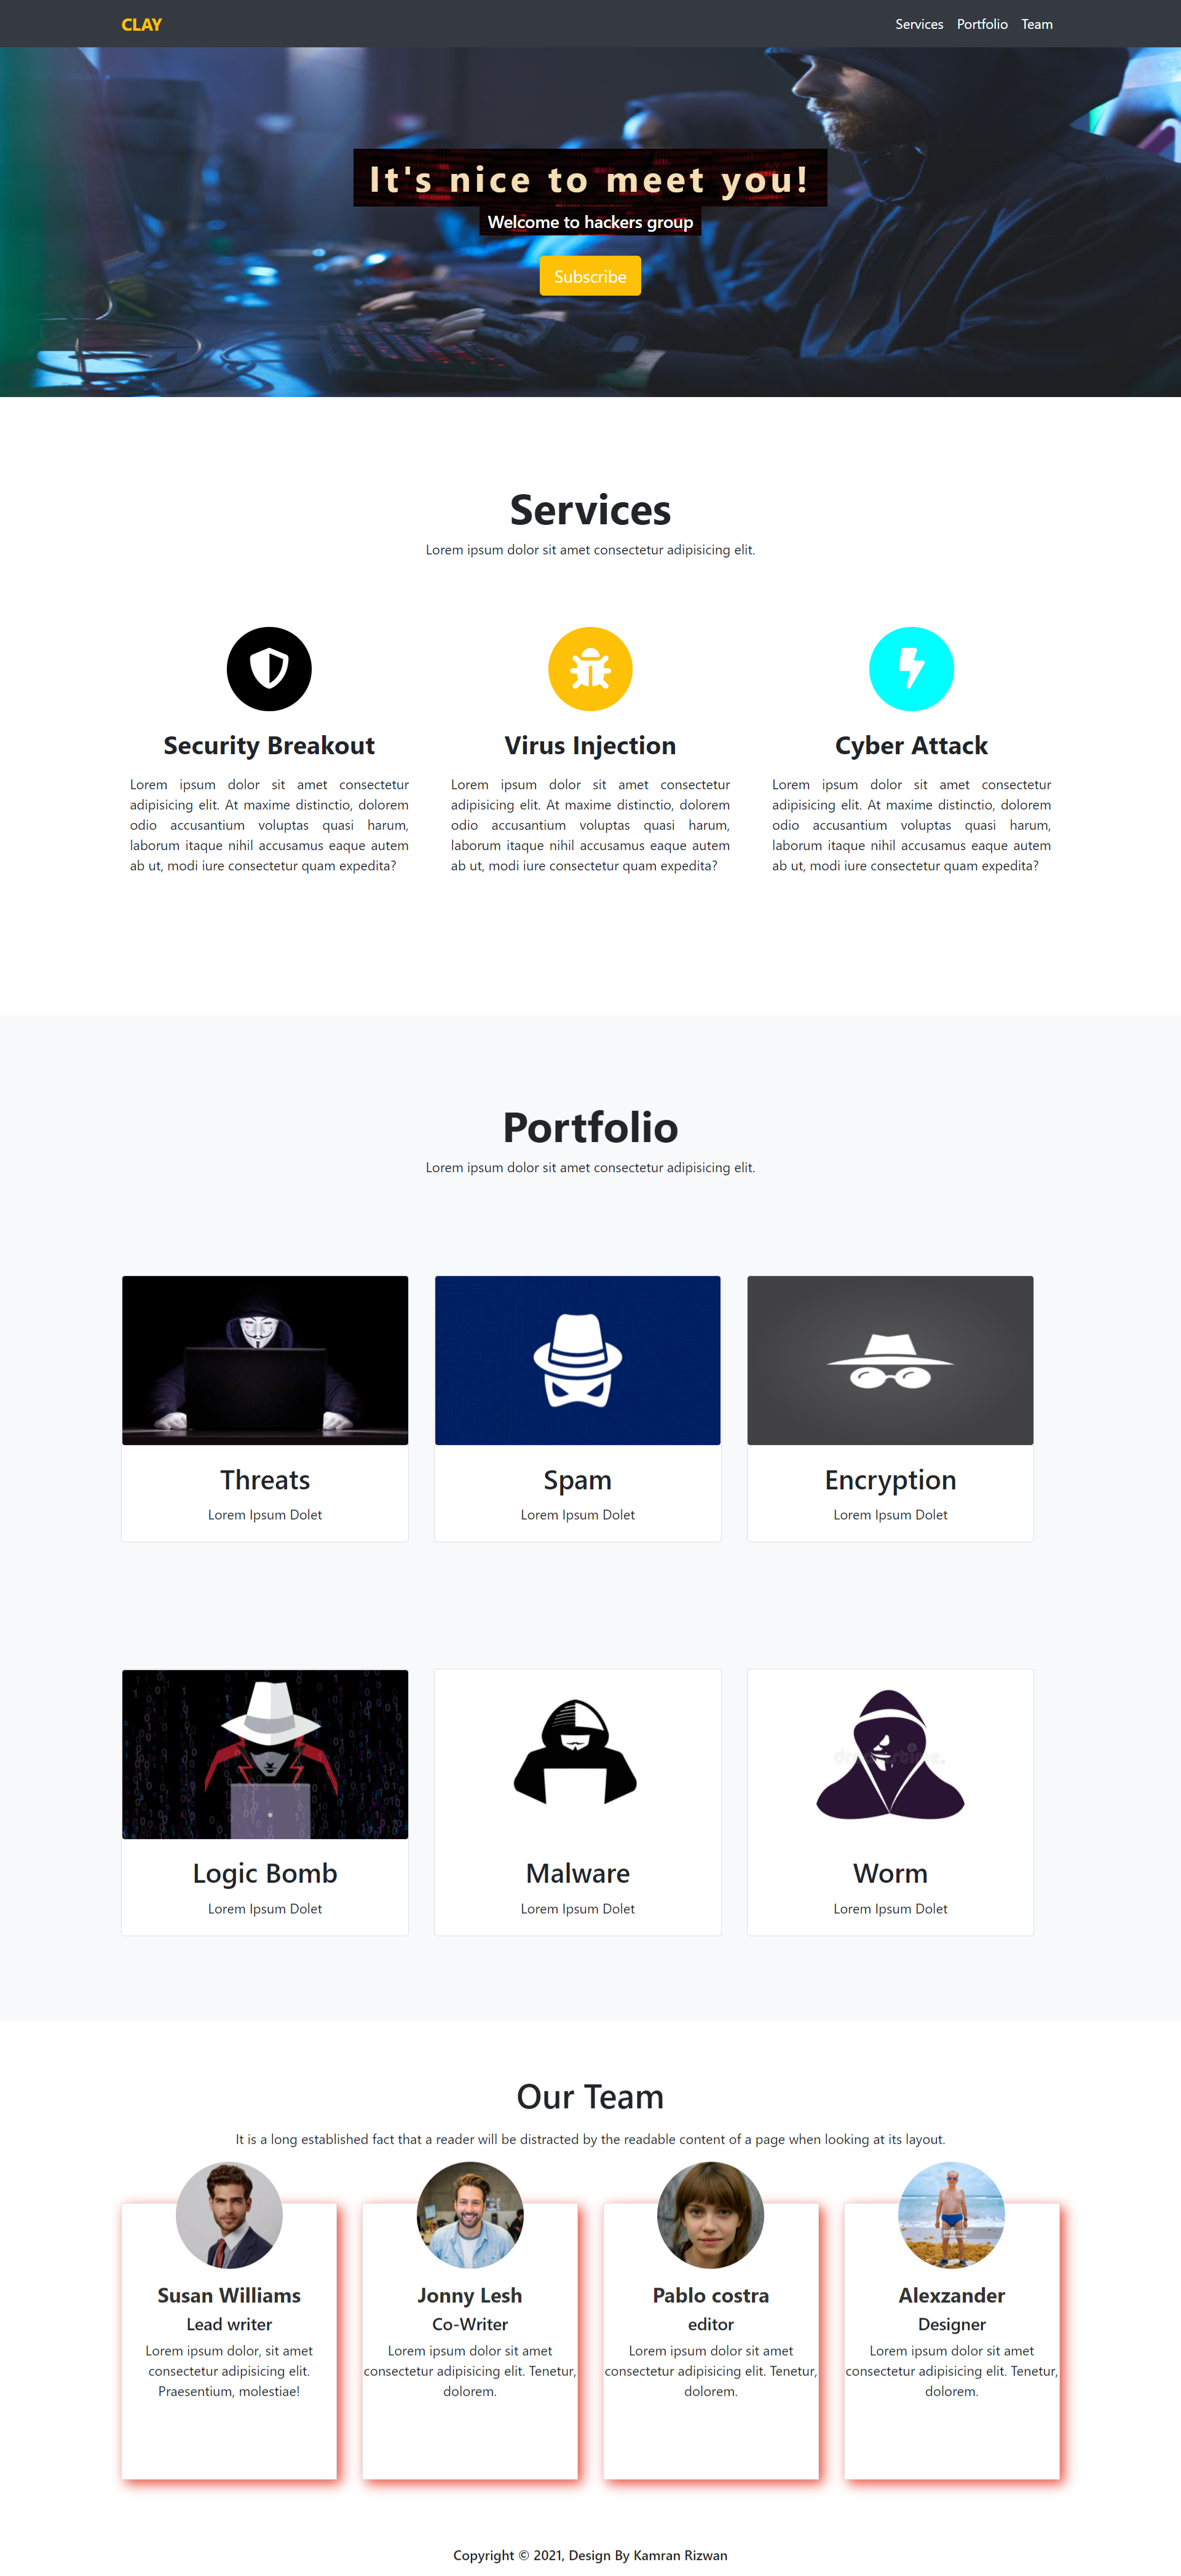 CLAY
Services Portfolio Team
It's nice to meet you!
Welcome to hackers group
Subscribe
Services
Lorem ipsum dolor sit amet consectetur adipisicing elit.
Security Breakout
Lorem ipsum dolor sit amet consectetur
adipisicing elit. At maxime distinctio, dolorem
odio accusantium voluptas quasi harum,
laborum itaque nihil accusamus eaque autem
ab ut, modi iure consectetur quam expedita?
Virus Injection
Lorem ipsum dolor sit amet consectetur
adipisicing elit. At maxime distinctio, dolorem
odio accusantium voluptas quasi harum,
laborum itaque nihil accusamus eaque autem
ab ut, modi iure consectetur quam expedita?
Cyber Attack
Lorem ipsum dolor sit amet consectetur
adipisicing elit. At maxime distinctio, dolorem
odio accusantium voluptas quasi harum,
laborum itaque nihil accusamus eaque autem
ab ut, modi iure consectetur quam expedita?
Portfolio
Lorem ipsum dolor sit amet consectetur adipisicing elit.
Threats
Lorem Ipsum Dolet
Spam
Lorem Ipsum Dolet
Encryption
Lorem Ipsum Dolet
Logic Bomb
Lorem Ipsum Dolet
Malware
Lorem Ipsum Dolet
Worm
Lorem Ipsum Dolet
Our Team
It is a long established fact that a reader will be distracted by the readable content of a page when looking at its layout.
Susan Williams
Lead writer
Lorem ipsum dolor, sit amet
consectetur adipisicing elit.
Praesentium, molestiae!
Jonny Lesh
Co-Writer
Lorem ipsum dolor sit amet
consectetur adipisicing elit. Tenetur,
dolorem.
Pablo costra
editor
Lorem ipsum dolor sit amet
consectetur adipisicing elit. Tenetur,
dolorem.
Alexzander
Designer
Lorem ipsum dolor sit amet
consectetur adipisicing elit. Tenetur,
dolorem.
Copyright © 2021, Design By Kamran Rizwan